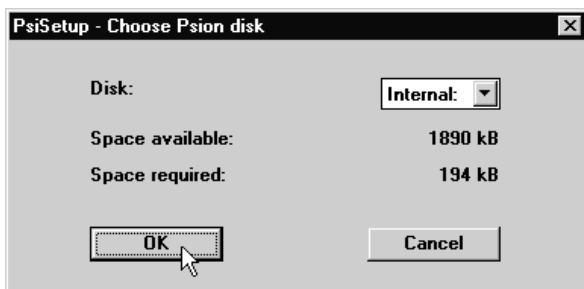 PsiSetup - Choose Psion disk
Disk: Internal:
Space available: 1890 kB
Space required: 194 kB
OK Cancel